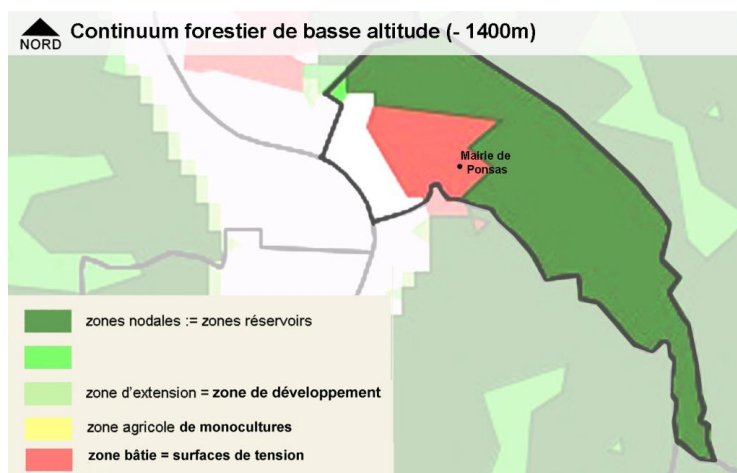 NORD
Continuum forestier de basse altitude (- 1400m)
Mairie de
Ponsas
zones nodales := zones réservoirs
zone d'extension = zone de développement
zone agricole de monocultures
zone bâtie = surfaces de tension